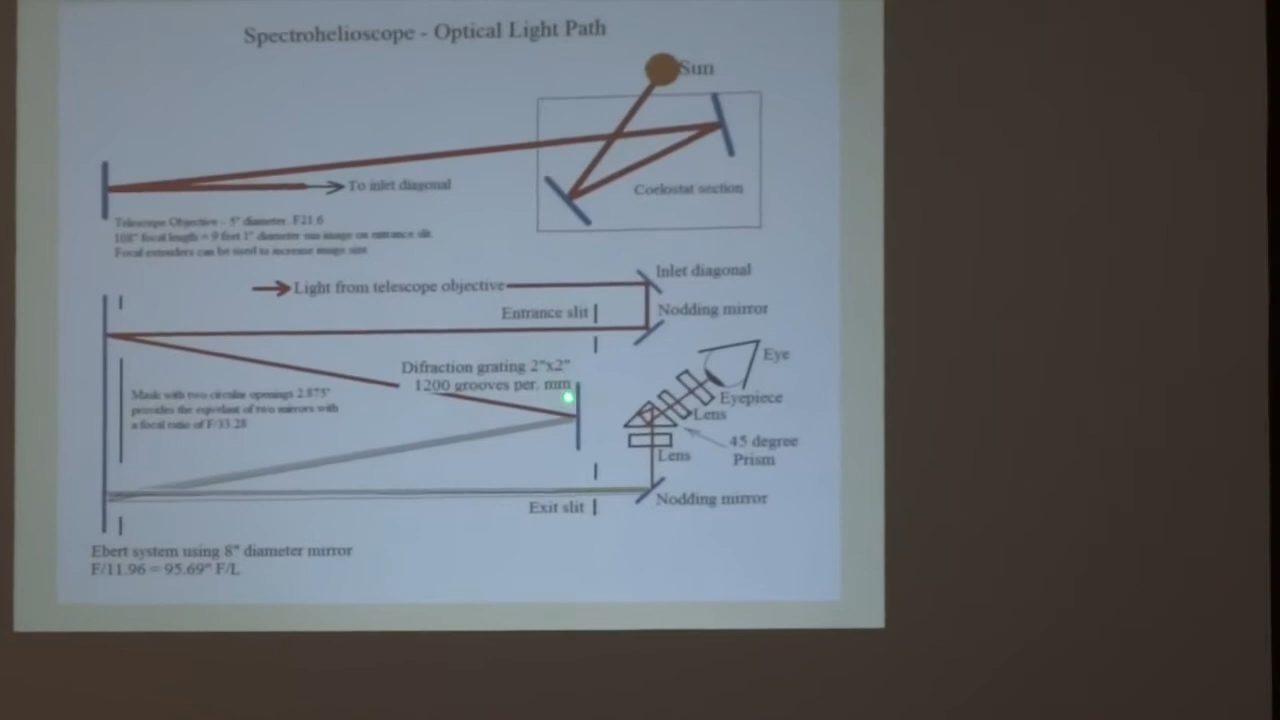 Spectrohelioscope - Optical Light Path
Sun
To inlet diagonal
Coelostat section
Telescope Objective - 5" diameter. F21.6
108" focal length = 9 feet 1" diameter sun image on entrance slit.
Focal extenders can be used to increase image size
Inlet diagonal
Light from telescope objective
Entrance slit
Nodding mirror
Eye
Difraction grating 2"x2"
1200 grooves per. mm
Mask with two circular openings 2.875"
provides the equivelant of two mirrors with
a focal ratio of F/33.28
Eyepiece
Lens
45 degree
Prism
Lens
Nodding mirror
Exit slit
Ebert system using 8" diameter mirror
F/11.96 = 95.69" F/L